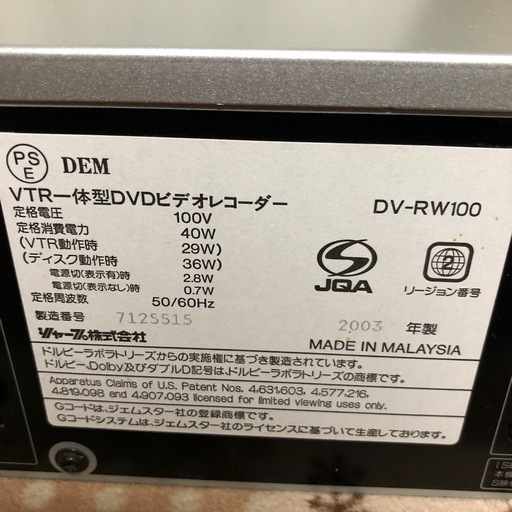 PS
E
DEM
VTR一体型DVDビデオレコーダー DV-RW100
定格電圧 100V
定格消費電力 40W
(VTR動作時 29W)
(ディスク動作時 36W)
電源切(表示有)時 2.8W
電源切(表示なし)時 0.7W
定格周波数 50/60Hz
JQA
2
リージョン番号
製造番号 7125515 2003 年製
シャープ株式会社 MADE IN MALAYSIA
ドルビーラボラトリーズからの実施権に基づき製造されています。
ドルビー、Dolby及びダブルD記号は、ドルビーラボラトリーズの商標です。
Apparatus Claims of U.S. Patent Nos. 4,631,603, 4,577,216,
4,819,098 and 4,907,093 licensed for limited viewing uses only.
Gコードは、ジェムスター社の登録商標です。
Gコードシステムは、ジェムスター社のライセンスに基づいて生産しております。